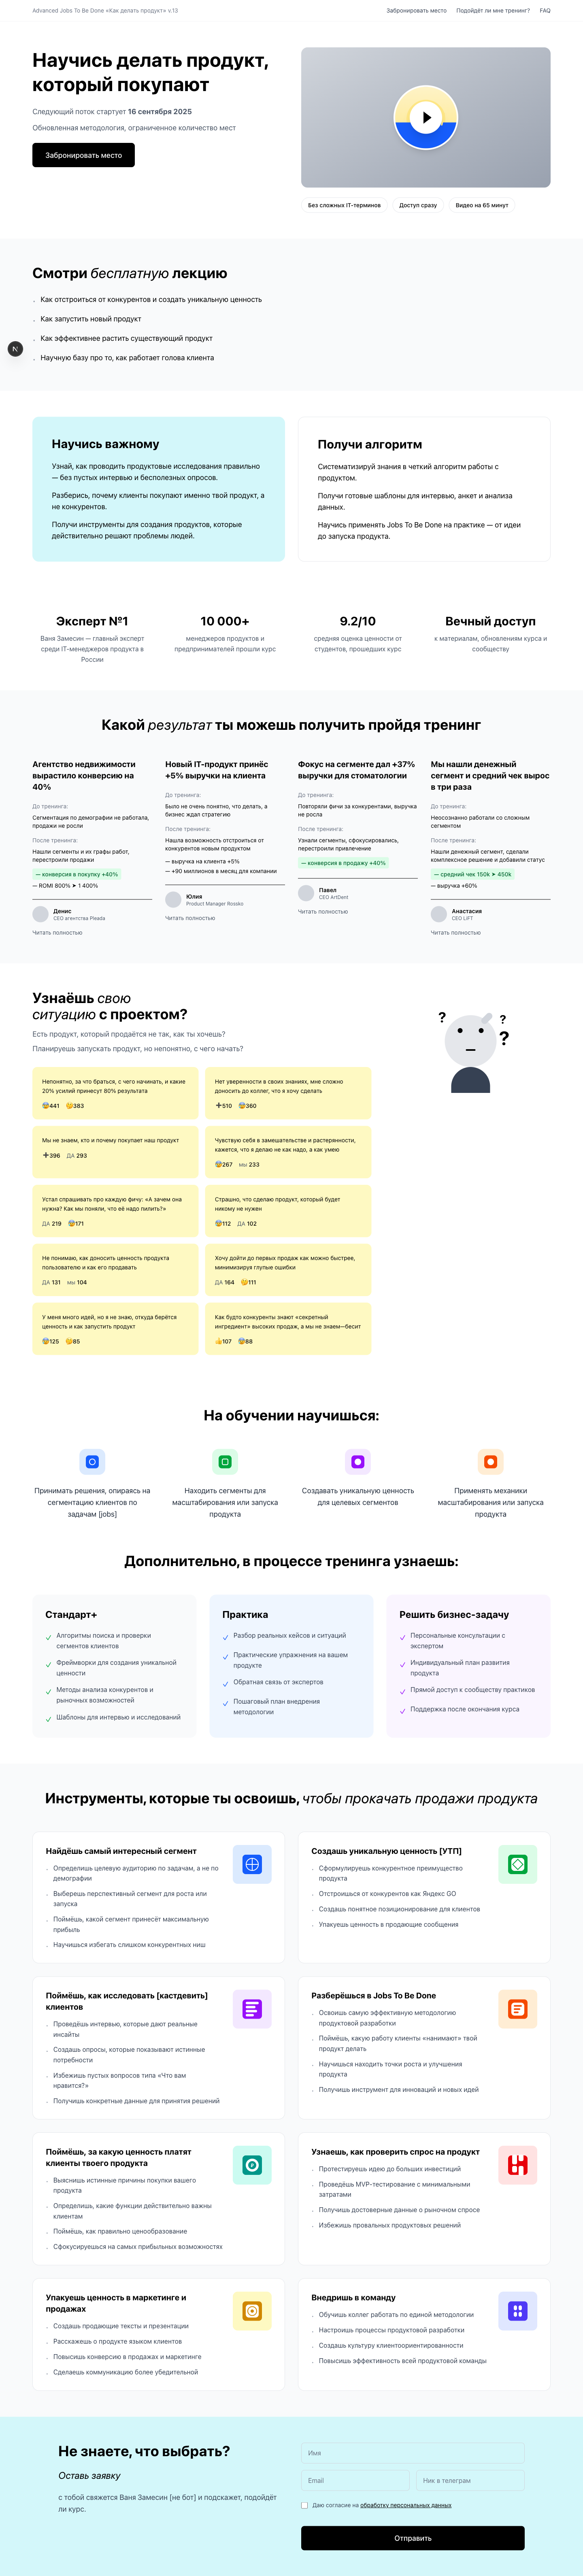 Advanced Jobs To Be Done «Как делать продукт» v.13
Забронировать место
Подойдёт ли мне тренинг?
FAQ
Научись делать продукт,
который покупают
Следующий поток стартует 16 сентября 2025
Обновленная методология, ограниченное количество мест
Забронировать место
Без сложных IT-терминов
Доступ сразу
Видео на 65 минут
Смотри бесплатную лекцию
Как отстроиться от конкурентов и создать уникальную ценность
Как запустить новый продукт
Как эффективнее растить существующий продукт
Научную базу про то, как работает голова клиента
N
Научись важному
Узнай, как проводить продуктовые исследования правильно
— без пустых интервью и бесполезных опросов.
Разберись, почему клиенты покупают именно твой продукт, а
не конкурентов.
Получи инструменты для создания продуктов, которые
действительно решают проблемы людей.
Получи алгоритм
Систематизируй знания в четкий алгоритм работы с
продуктом.
Получи готовые шаблоны для интервью, анкет и анализа
данных.
Научись применять Jobs To Be Done на практике — от идеи
до запуска продукта.
Эксперт №1
Ваня Замесин — главный эксперт
среди IT-менеджеров продукта в
России
10 000+
менеджеров продуктов и
предпринимателей прошли курс
9.2/10
средняя оценка ценности от
студентов, прошедших курс
Вечный доступ
к материалам, обновлениям курса и
сообществу
Какой результат ты можешь получить пройдя тренинг
Агентство недвижимости
вырастило конверсию на
40%
До тренинга:
Сегментация по демографии не работала,
продажи не росли
После тренинга:
Нашли сегменты и их графы работ,
перестроили продажи
— конверсия в покупку +40%
— ROMI 800% ➤ 1 400%
Денис
CEO агентства Pleada
Читать полностью
Новый IT-продукт принёс
+5% выручки на клиента
До тренинга:
Было не очень понятно, что делать, а
бизнес ждал стратегию
После тренинга:
Нашла возможность отстроиться от
конкурентов новым продуктом
— выручка на клиента +5%
— +90 миллионов в месяц для компании
Юлия
Product Manager Rossko
Читать полностью
Фокус на сегменте дал +37%
выручки для стоматологии
До тренинга:
Повторяли фичи за конкурентами, выручка
не росла
После тренинга:
Узнали сегменты, сфокусировались,
перестроили привлечение
— конверсия в продажу +40%
Павел
CEO ArtDent
Читать полностью
Мы нашли денежный
сегмент и средний чек вырос
в три раза
До тренинга:
Неосознанно работали со сложным
сегментом
После тренинга:
Нашли денежный сегмент, сделали
комплексное решение и добавили статус
— средний чек 150k ➤ 450k
— выручка +60%
Анастасия
CEO LiFT
Читать полностью
Узнаёшь свою
ситуацию с проектом?
Есть продукт, который продаётся не так, как ты хочешь?
Планируешь запускать продукт, но непонятно, с чего начать?
? ? ?
Непонятно, за что браться, с чего начинать, и какие
20% усилий принесут 80% результата
441 383
Нет уверенности в своих знаниях, мне сложно
доносить до коллег, что я хочу сделать
510 360
Мы не знаем, кто и почему покупает наш продукт
396 ДА 293
Чувствую себя в замешательстве и растерянности,
кажется, что я делаю не как надо, а как умею
267 МЫ 233
Устал спрашивать про каждую фичу: «А зачем она
нужна? Как мы поняли, что её надо пилить?»
ДА 219 171
Страшно, что сделаю продукт, который будет
никому не нужен
112 ДА 102
Не понимаю, как доносить ценность продукта
пользователю и как его продавать
ДА 131 МЫ 104
Хочу дойти до первых продаж как можно быстрее,
минимизируя глупые ошибки
ДА 164 111
У меня много идей, но я не знаю, откуда берётся
ценность и как запустить продукт
125 85
Как будто конкуренты знают «секретный
ингредиент» высоких продаж, а мы не знаем—бесит
107 88
На обучении научишься:
Принимать решения, опираясь на
сегментацию клиентов по
задачам [jobs]
Находить сегменты для
масштабирования или запуска
продукта
Создавать уникальную ценность
для целевых сегментов
Применять механики
масштабирования или запуска
продукта
Дополнительно, в процессе тренинга узнаешь:
Стандарт+
Алгоритмы поиска и проверки
сегментов клиентов
Фреймворки для создания уникальной
ценности
Методы анализа конкурентов и
рыночных возможностей
Шаблоны для интервью и исследований
Практика
Разбор реальных кейсов и ситуаций
Практические упражнения на вашем
продукте
Обратная связь от экспертов
Пошаговый план внедрения
методологии
Решить бизнес-задачу
Персональные консультации с
экспертом
Индивидуальный план развития
продукта
Прямой доступ к сообществу практиков
Поддержка после окончания курса
Инструменты, которые ты освоишь, чтобы прокачать продажи продукта
Найдёшь самый интересный сегмент
Определишь целевую аудиторию по задачам, а не по
демографии
Выберешь перспективный сегмент для роста или
запуска
Поймёшь, какой сегмент принесёт максимальную
прибыль
Научишься избегать слишком конкурентных ниш
Создашь уникальную ценность [УТП]
Сформулируешь конкурентное преимущество
продукта
Отстроишься от конкурентов как Яндекс GO
Создашь понятное позиционирование для клиентов
Упакуешь ценность в продающие сообщения
Поймёшь, как исследовать [кастдевить]
клиентов
Проведёшь интервью, которые дают реальные
инсайты
Создашь опросы, которые показывают истинные
потребности
Избежишь пустых вопросов типа «Что вам
нравится?»
Получишь конкретные данные для принятия решений
Разберёшься в Jobs To Be Done
Освоишь самую эффективную методологию
продуктовой разработки
Поймёшь, какую работу клиенты «нанимают» твой
продукт делать
Научишься находить точки роста и улучшения
продукта
Получишь инструмент для инноваций и новых идей
Поймёшь, за какую ценность платят
клиенты твоего продукта
Выяснишь истинные причины покупки вашего
продукта
Определишь, какие функции действительно важны
клиентам
Поймёшь, как правильно ценообразование
Сфокусируешься на самых прибыльных возможностях
Узнаешь, как проверить спрос на продукт
Протестируешь идею до больших инвестиций
Проведёшь MVP-тестирование с минимальными
затратами
Получишь достоверные данные о рыночном спросе
Избежишь провальных продуктовых решений
Упакуешь ценность в маркетинге и
продажах
Создашь продающие тексты и презентации
Расскажешь о продукте языком клиентов
Повысишь конверсию в продажах и маркетинге
Сделаешь коммуникацию более убедительной
Внедришь в команду
Обучишь коллег работать по единой методологии
Настроишь процессы продуктовой разработки
Создашь культуру клиентоориентированности
Повысишь эффективность всей продуктовой команды
Не знаете, что выбрать?
Оставь заявку
с тобой свяжется Ваня Замесин [не бот] и подскажет, подойдёт
ли курс.
Имя
Email
Ник в телеграм
Даю согласие на обработку персональных данных
Отправить